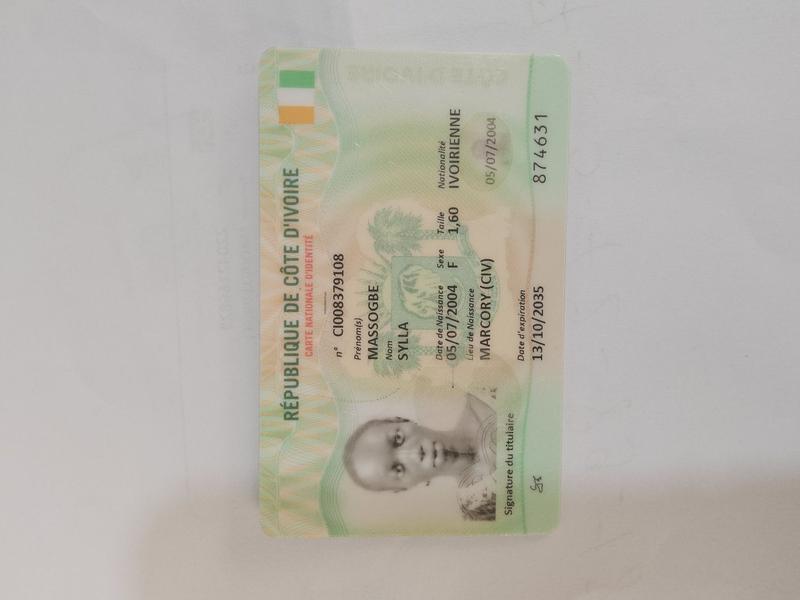 RÉPUBLIQUE DE CÔTE D'IVOIRE
CARTE NATIONALE D'IDENTITÉ
n° CI008379108
Prénom(s)
MASSOGBE
Nom
SYLLA
Date de Naissance Sexe Taille Nationalité
05/07/2004 F 1,60 IVOIRIENNE
Lieu de Naissance
MARCORY (CIV)
05/07/2004
Signature du titulaire
Date d'expiration
13/10/2035
874631
CÔTE D'IVOIRE